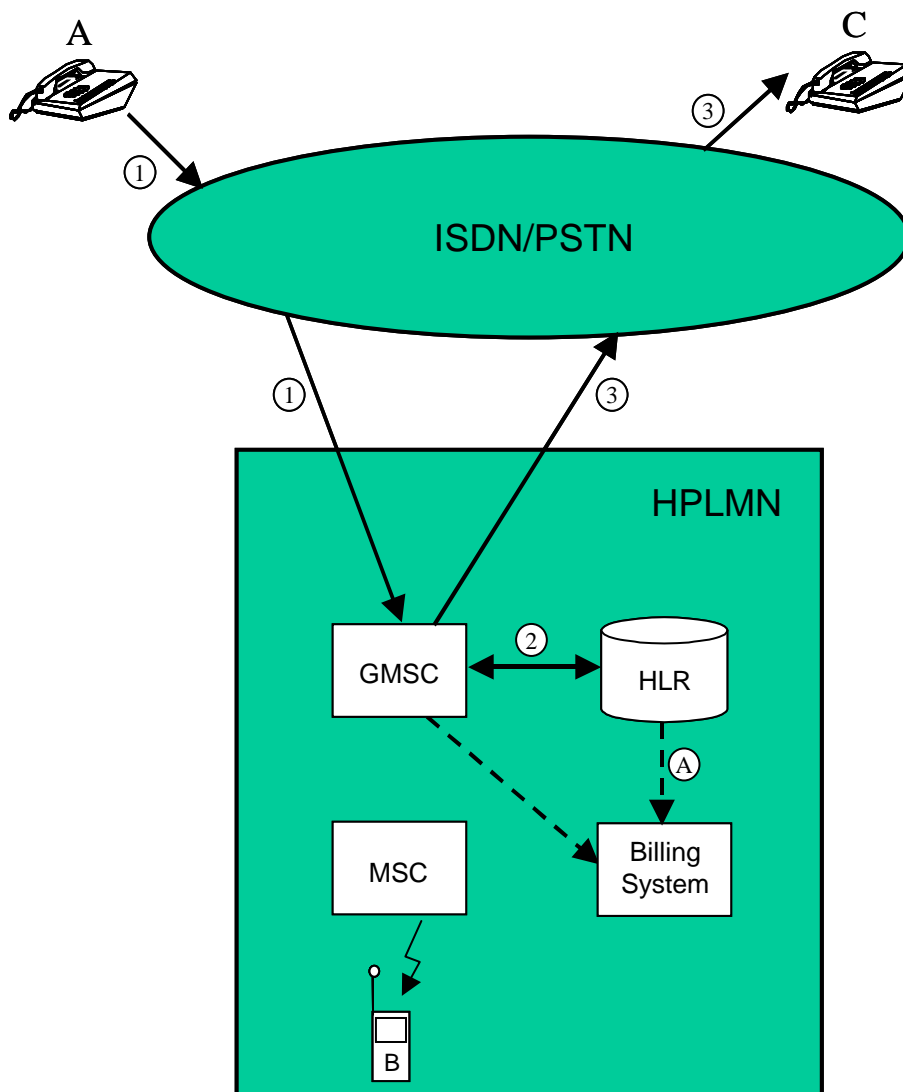 A
C
3
1
ISDN/PSTN
1
3
HPLMN
2
GMSC
HLR
A
MSC
Billing
System
B